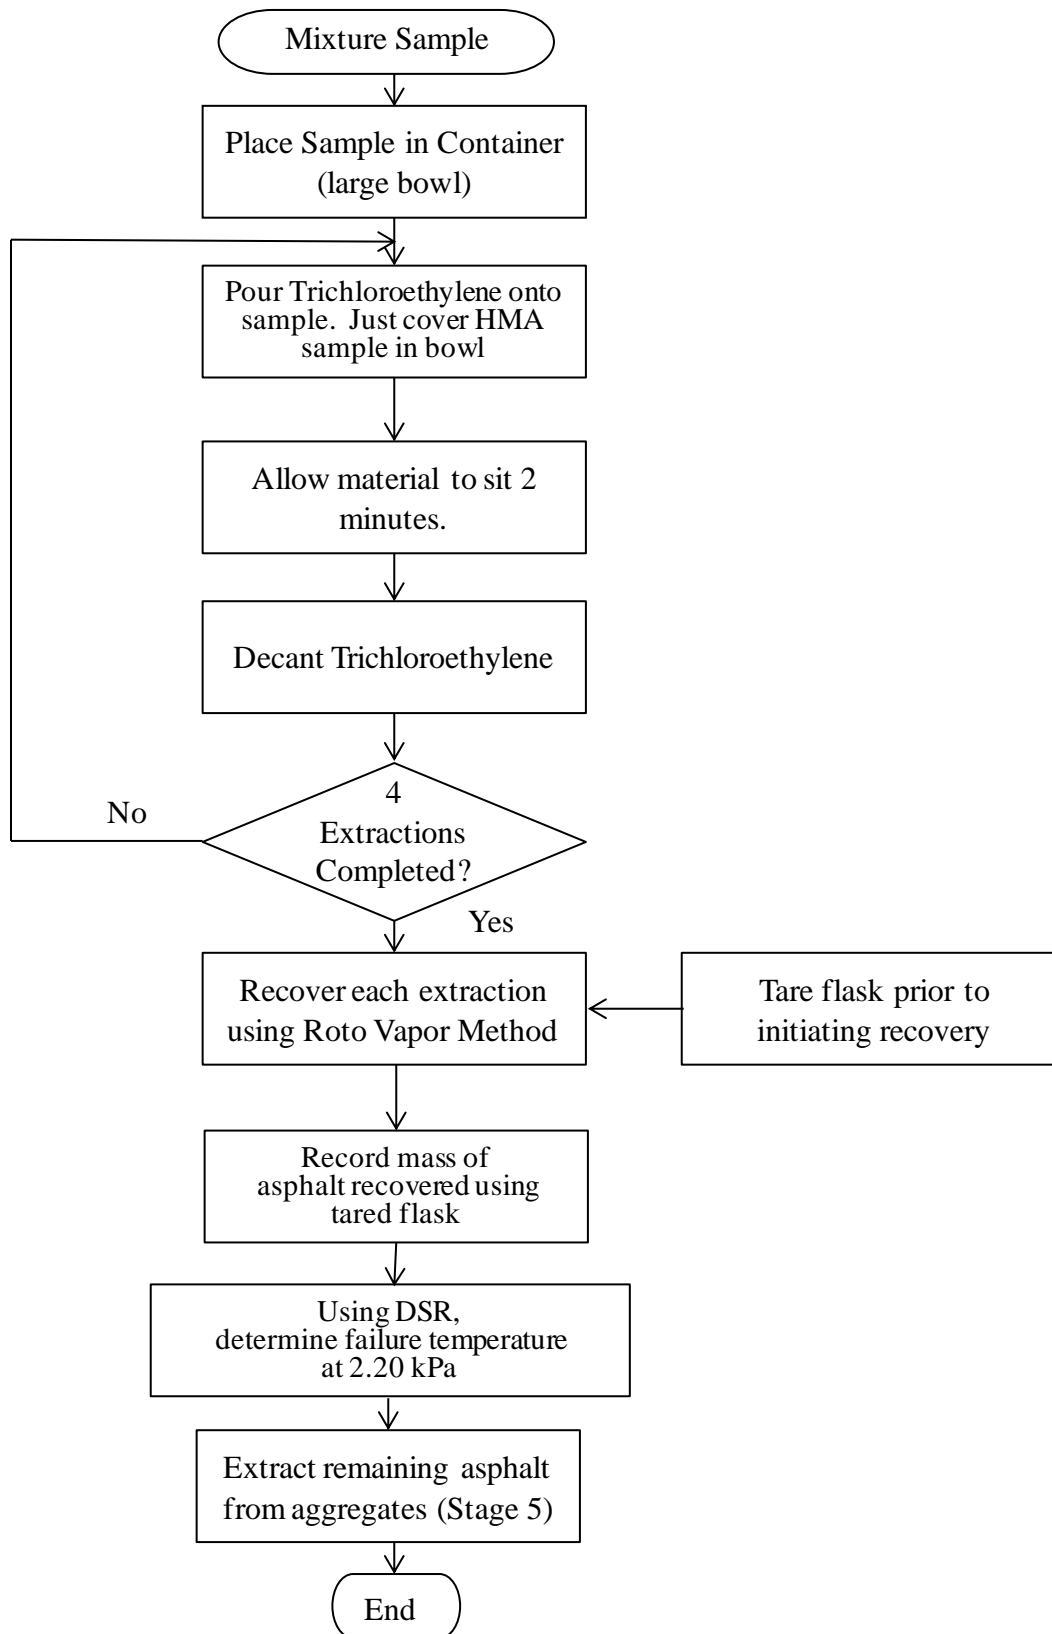 Mixture Sample
Place Sample in Container
(large bowl)
Pour Trichloroethylene onto
sample. Just cover HMA
sample in bowl
Allow material to sit 2
minutes.
Decant Trichloroethylene
4
Extractions
Completed?
No
Yes
Recover each extraction
using Roto Vapor Method
Tare flask prior to
initiating recovery
Record mass of
asphalt recovered using
tared flask
Using DSR,
determine failure temperature
at 2.20 kPa
Extract remaining asphalt
from aggregates (Stage 5)
End